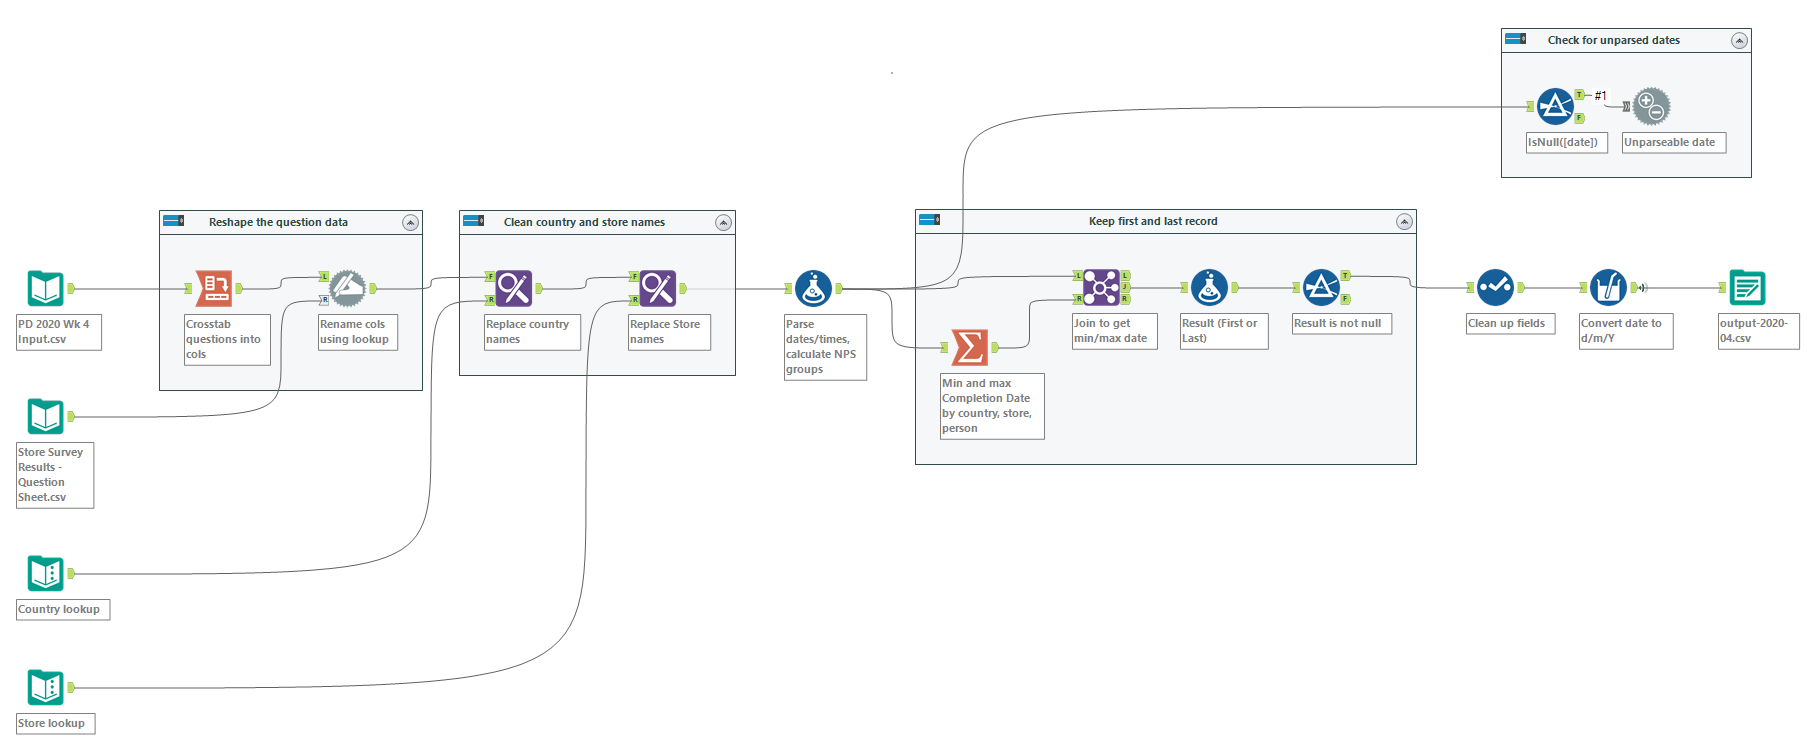 Check for unparsed dates
T
#1
F
IsNull([date])
Unparseable date
Reshape the question data
Clean country and store names
Keep first and last record
L
R
F
R
F
R
L
R
L
J
R
T
F
PD 2020 Wk 4
Input.csv
Crosstab
questions into
cols
Rename cols
using lookup
Replace country
names
Replace Store
names
Parse
dates/times,
calculate NPS
groups
Join to get
min/max date
Result (First or
Last)
Result is not null
Clean up fields
Convert date to
d/m/Y
output-2020-
04.csv
Min and max
Completion Date
by country, store,
person
Store Survey
Results -
Question
Sheet.csv
Country lookup
Store lookup